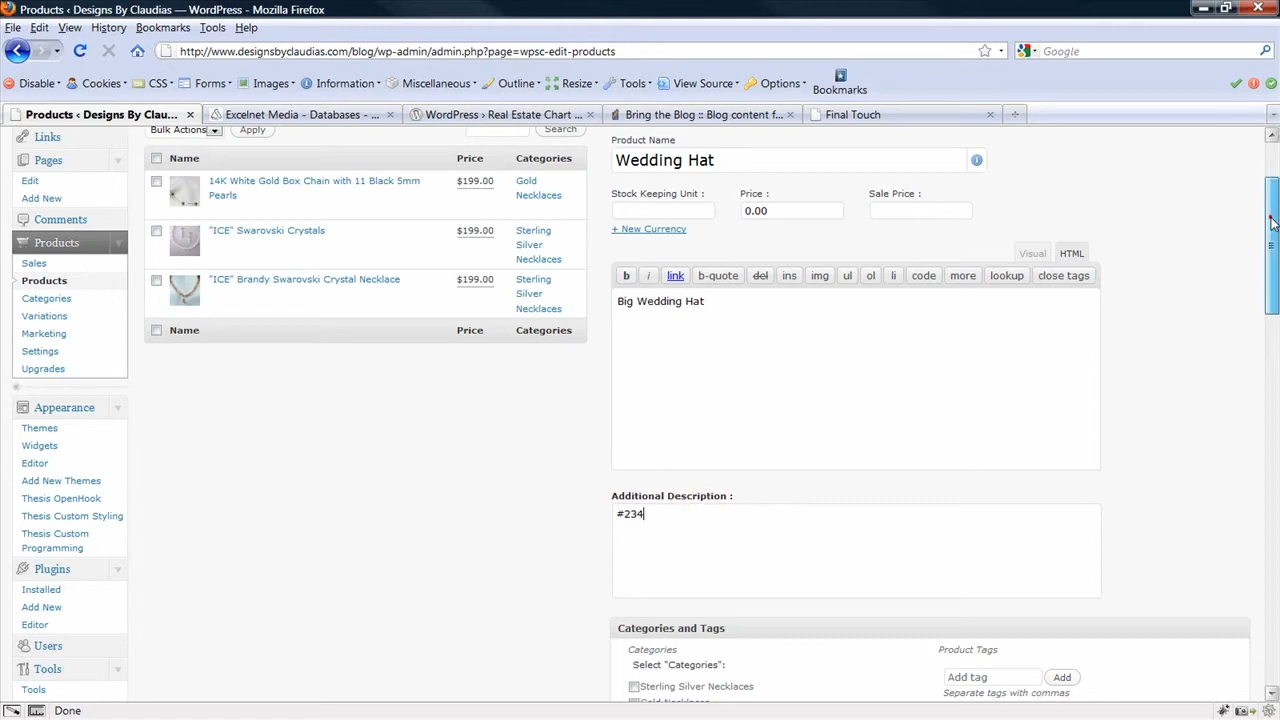 Products ‹ Designs By Claudias — WordPress - Mozilla Firefox
File Edit View History Bookmarks Tools Help
http://www.designsbyclaudias.com/blog/wp-admin/admin.php?page=wpsc-edit-products
Google
Disable Cookies CSS Forms Images Information Miscellaneous Outline Resize Tools View Source Options Bookmarks
Products ‹ Designs By Claudi... Excelnet Media - Databases - ... WordPress › Real Estate Chart ... Bring the Blog :: Blog content f... Final Touch
Links
Pages
Edit
Add New
Comments
Products
Sales
Products
Categories
Variations
Marketing
Settings
Upgrades
Appearance
Themes
Widgets
Editor
Add New Themes
Thesis OpenHook
Thesis Custom Styling
Thesis Custom
Programming
Plugins
Installed
Add New
Editor
Users
Tools
Tools
Bulk Actions Apply Search
Name Price Categories
14K White Gold Box Chain with 11 Black 5mm
Pearls
$199.00
Gold
Necklaces
"ICE" Swarovski Crystals
$199.00
Sterling
Silver
Necklaces
"ICE" Brandy Swarovski Crystal Necklace
$199.00
Sterling
Silver
Necklaces
Name Price Categories
Product Name
Wedding Hat
Stock Keeping Unit : Price : Sale Price :
0.00
+ New Currency
Visual HTML
b i link b-quote del ins img ul ol li code more lookup close tags
Big Wedding Hat
Additional Description :
#234
Categories and Tags
Categories Product Tags
Select "Categories":
Add tag Add
Sterling Silver Necklaces
Separate tags with commas
Gold Necklaces
Done